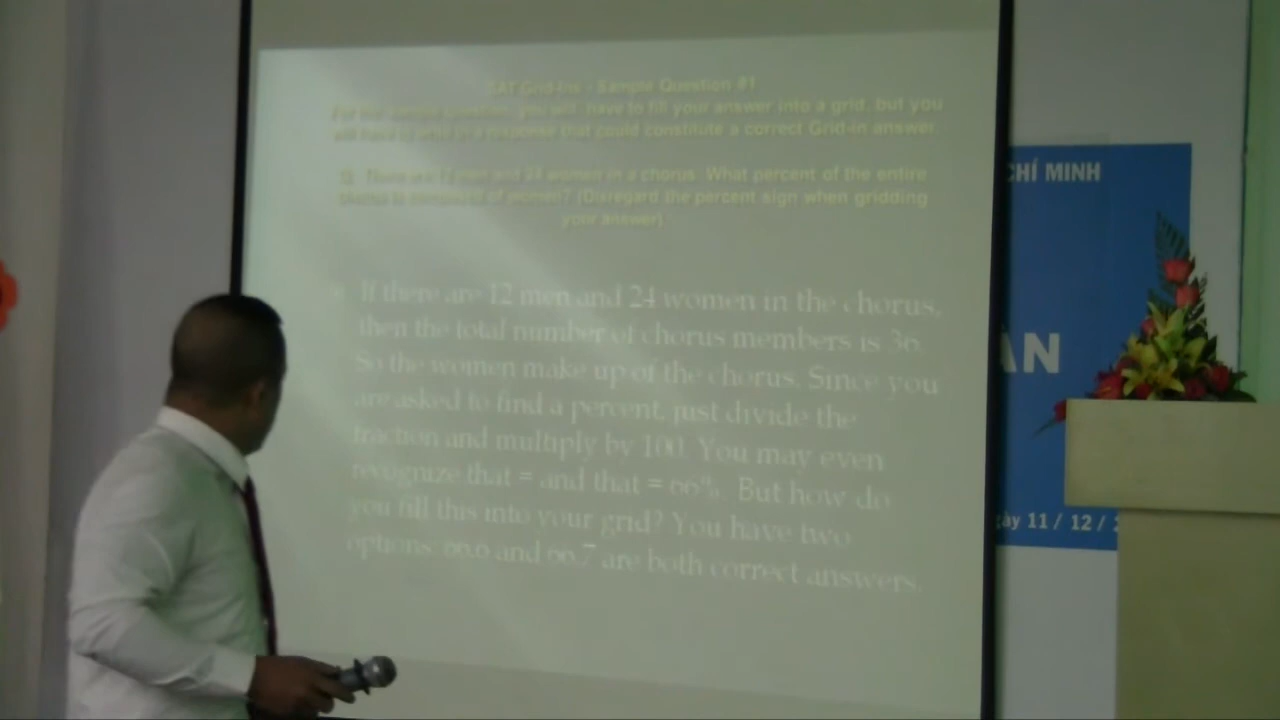 SAT Grid-Ins - Sample Question #1
For this sample question, you will have to fill your answer into a grid, but you
will have to write in a response that could constitute a correct Grid-in answer.
1) There are 12 men and 24 women in a chorus. What percent of the entire
chorus is comprised of women? (Disregard the percent sign when gridding
your answer)
If there are 12 men and 24 women in the chorus,
then the total number of chorus members is 36.
So the women make up of the chorus. Since you
are asked to find a percent, just divide the
fraction and multiply by 100. You may even
recognize that = and that = 66%. But how do
you fill this into your grid? You have two
options: 66.6 and 66.7 are both correct answers.
CHÍ MINH
ÀN
11 / 12 /